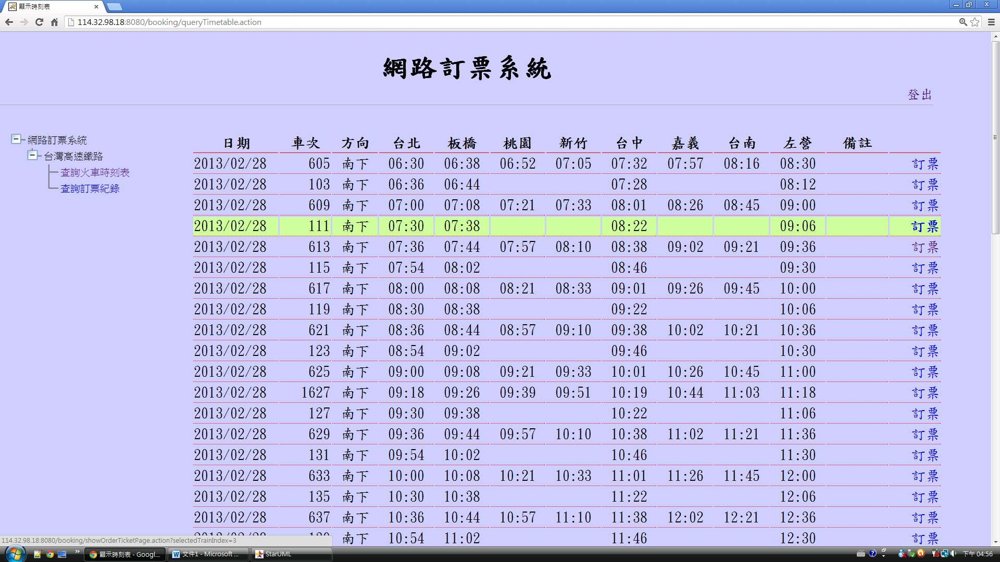 顯示時刻表
114.32.98.18:8080/booking/queryTimetable.action
網路訂票系統
登出
網路訂票系統
台灣高速鐵路
查詢火車時刻表
查詢訂票紀錄
日期 車次 方向 台北 板橋 桃園 新竹 台中 嘉義 台南 左營 備註
2013/02/28 605 南下 06:30 06:38 06:52 07:05 07:32 07:57 08:16 08:30 訂票
2013/02/28 103 南下 06:36 06:44 07:28 08:12 訂票
2013/02/28 609 南下 07:00 07:08 07:21 07:33 08:01 08:26 08:45 09:00 訂票
2013/02/28 111 南下 07:30 07:38 08:22 09:06 訂票
2013/02/28 613 南下 07:36 07:44 07:57 08:10 08:38 09:02 09:21 09:36 訂票
2013/02/28 115 南下 07:54 08:02 08:46 09:30 訂票
2013/02/28 617 南下 08:00 08:08 08:21 08:33 09:01 09:26 09:45 10:00 訂票
2013/02/28 119 南下 08:30 08:38 09:22 10:06 訂票
2013/02/28 621 南下 08:36 08:44 08:57 09:10 09:38 10:02 10:21 10:36 訂票
2013/02/28 123 南下 08:54 09:02 09:46 10:30 訂票
2013/02/28 625 南下 09:00 09:08 09:21 09:33 10:01 10:26 10:45 11:00 訂票
2013/02/28 1627 南下 09:18 09:26 09:39 09:51 10:19 10:44 11:03 11:18 訂票
2013/02/28 127 南下 09:30 09:38 10:22 11:06 訂票
2013/02/28 629 南下 09:36 09:44 09:57 10:10 10:38 11:02 11:21 11:36 訂票
2013/02/28 131 南下 09:54 10:02 10:46 11:30 訂票
2013/02/28 633 南下 10:00 10:08 10:21 10:33 11:01 11:26 11:45 12:00 訂票
2013/02/28 135 南下 10:30 10:38 11:22 12:06 訂票
2013/02/28 637 南下 10:36 10:44 10:57 11:10 11:38 12:02 12:21 12:36 訂票
南下 10:54 11:02 11:46 12:30 訂票
114.32.98.18:8080/booking/showOrderTicketPage.action?selectedTrainIndex=3
顯示時刻表 - Googl...
文件1 - Microsoft ...
StarUML
下午 04:56